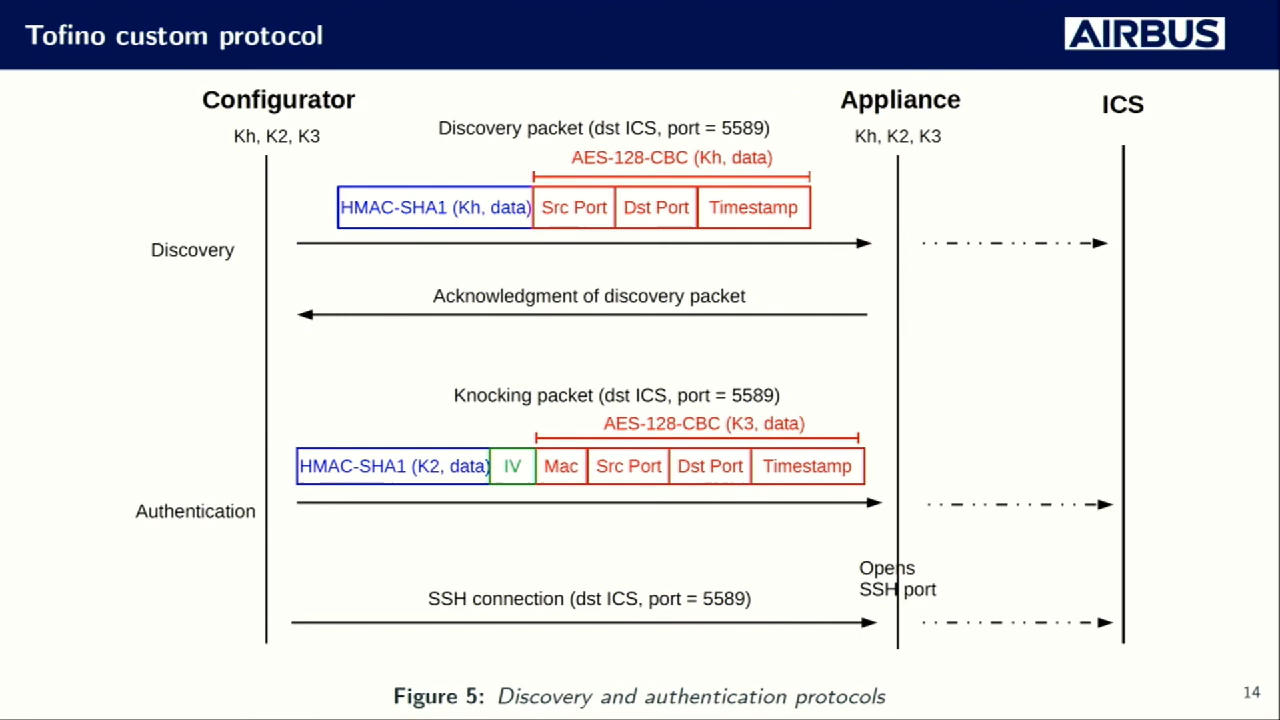 Tofino custom protocol
AIRBUS
Configurator
Appliance
ICS
Kh, K2, K3
Discovery packet (dst ICS, port = 5589)
Kh, K2, K3
AES-128-CBC (Kh, data)
HMAC-SHA1 (Kh, data)
Src Port
Dst Port
Timestamp
Discovery
Acknowledgment of discovery packet
Knocking packet (dst ICS, port = 5589)
AES-128-CBC (K3, data)
HMAC-SHA1 (K2, data)
IV
Mac
Src Port
Dst Port
Timestamp
Authentication
Opens
SSH port
SSH connection (dst ICS, port = 5589)
Figure 5: Discovery and authentication protocols
14